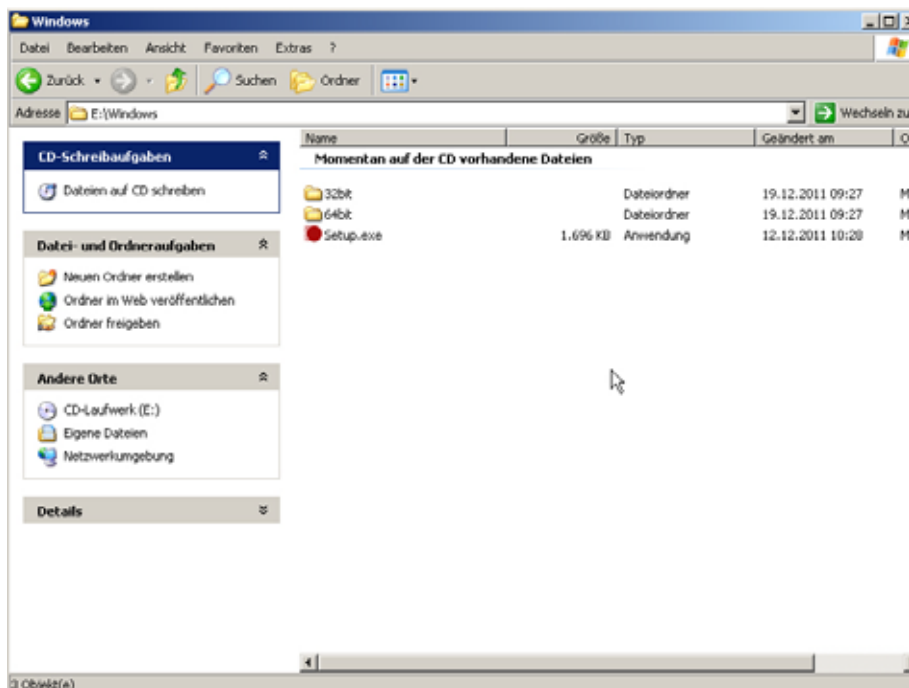 Windows
Datei Bearbeiten Ansicht Favoriten Extras ?
Zurück Suchen Ordner
Adresse E:\Windows Wechseln zu
Name Größe Typ Geändert am
CD-Schreibaufgaben
Momentan auf der CD vorhandene Dateien
Dateien auf CD schreiben
32bit Dateiordner 19.12.2011 09:27 M
64bit Dateiordner 19.12.2011 09:27 M
Setup.exe 1.696 KB Anwendung 12.12.2011 10:28 M
Datei- und Ordneraufgaben
Neuen Ordner erstellen
Ordner im Web veröffentlichen
Ordner freigeben
Andere Orte
CD-Laufwerk (E:)
Eigene Dateien
Netzwerkumgebung
Details
3 Objekt(e)